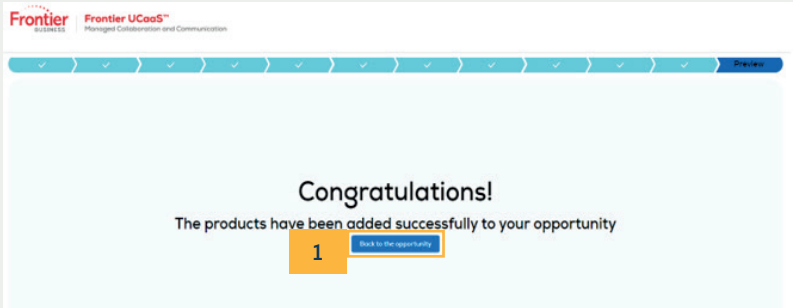 Frontier
BUSINESS
Frontier UCaaS™
Managed Collaboration and Communication
Preview
Congratulations!
The products have been added successfully to your opportunity
1
Back to the opportunity